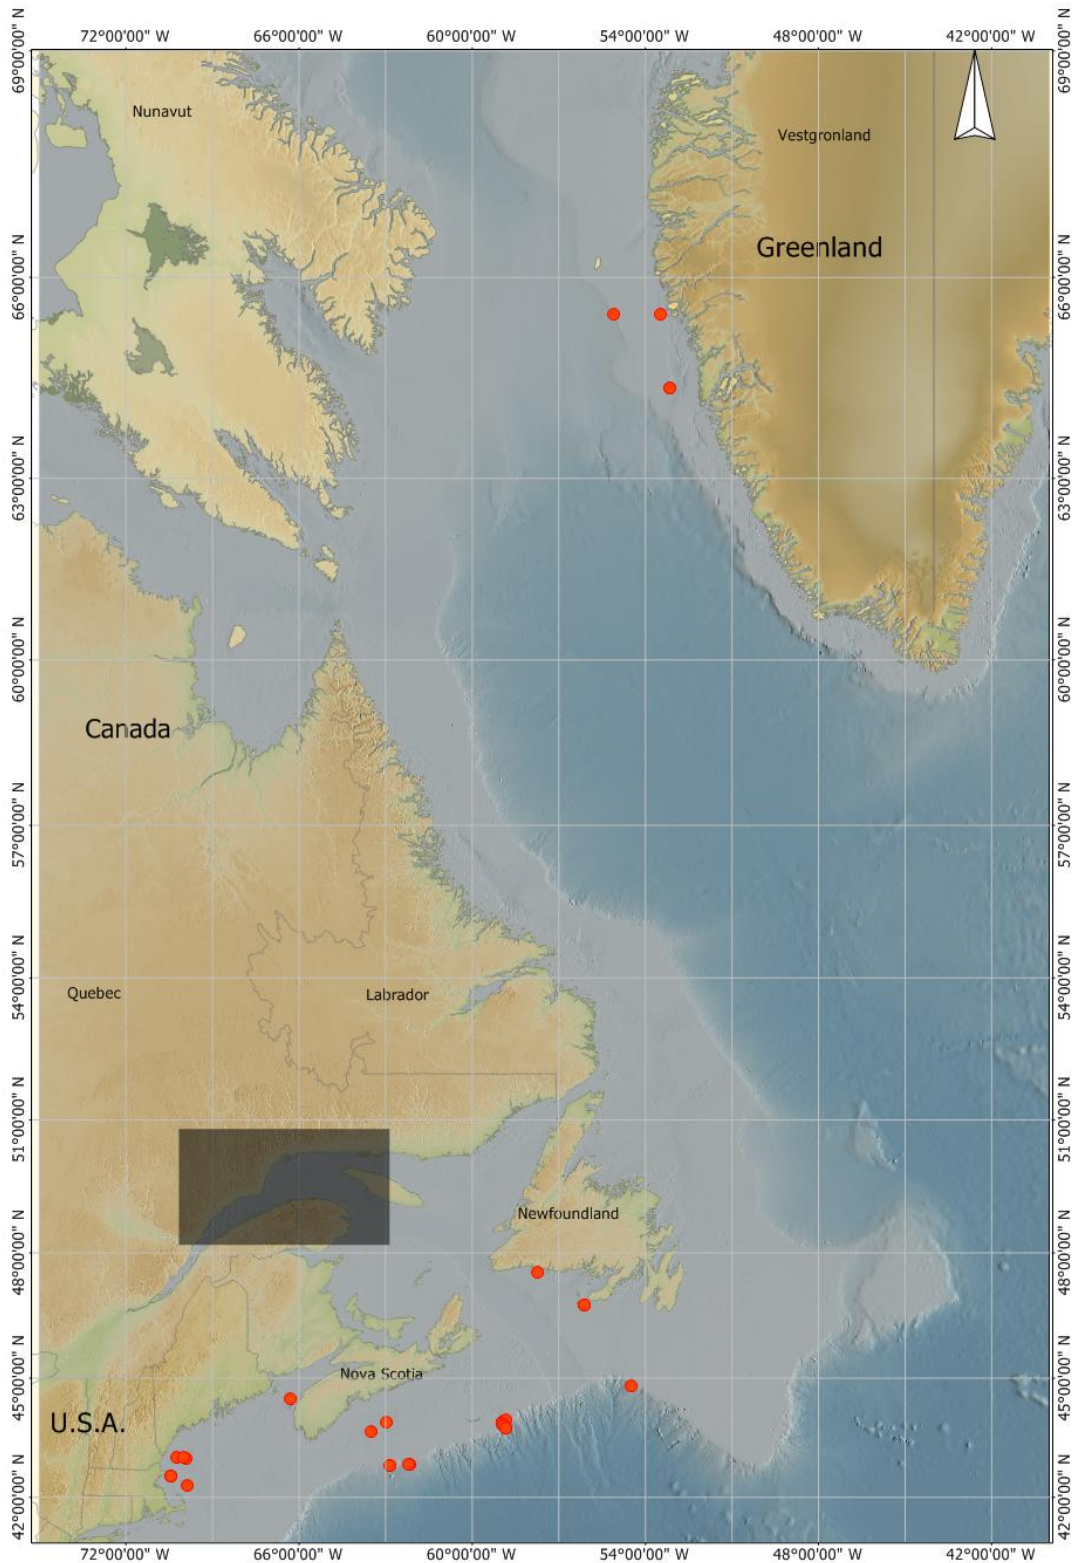 72°00'00" W 66°00'00" W 60°00'00" W 54°00'00" W 48°00'00" W 42°00'00" W
69°00'00" N 69°00'00" N
Nunavut
Vestgronland
Greenland
66°00'00" N 66°00'00" N
63°00'00" N 63°00'00" N
60°00'00" N 60°00'00" N
Canada
57°00'00" N 57°00'00" N
54°00'00" N 54°00'00" N
Quebec Labrador
51°00'00" N 51°00'00" N
Newfoundland
48°00'00" N 48°00'00" N
45°00'00" N 45°00'00" N
Nova Scotia
U.S.A.
42°00'00" N 42°00'00" N
72°00'00" W 66°00'00" W 60°00'00" W 54°00'00" W 48°00'00" W 42°00'00" W